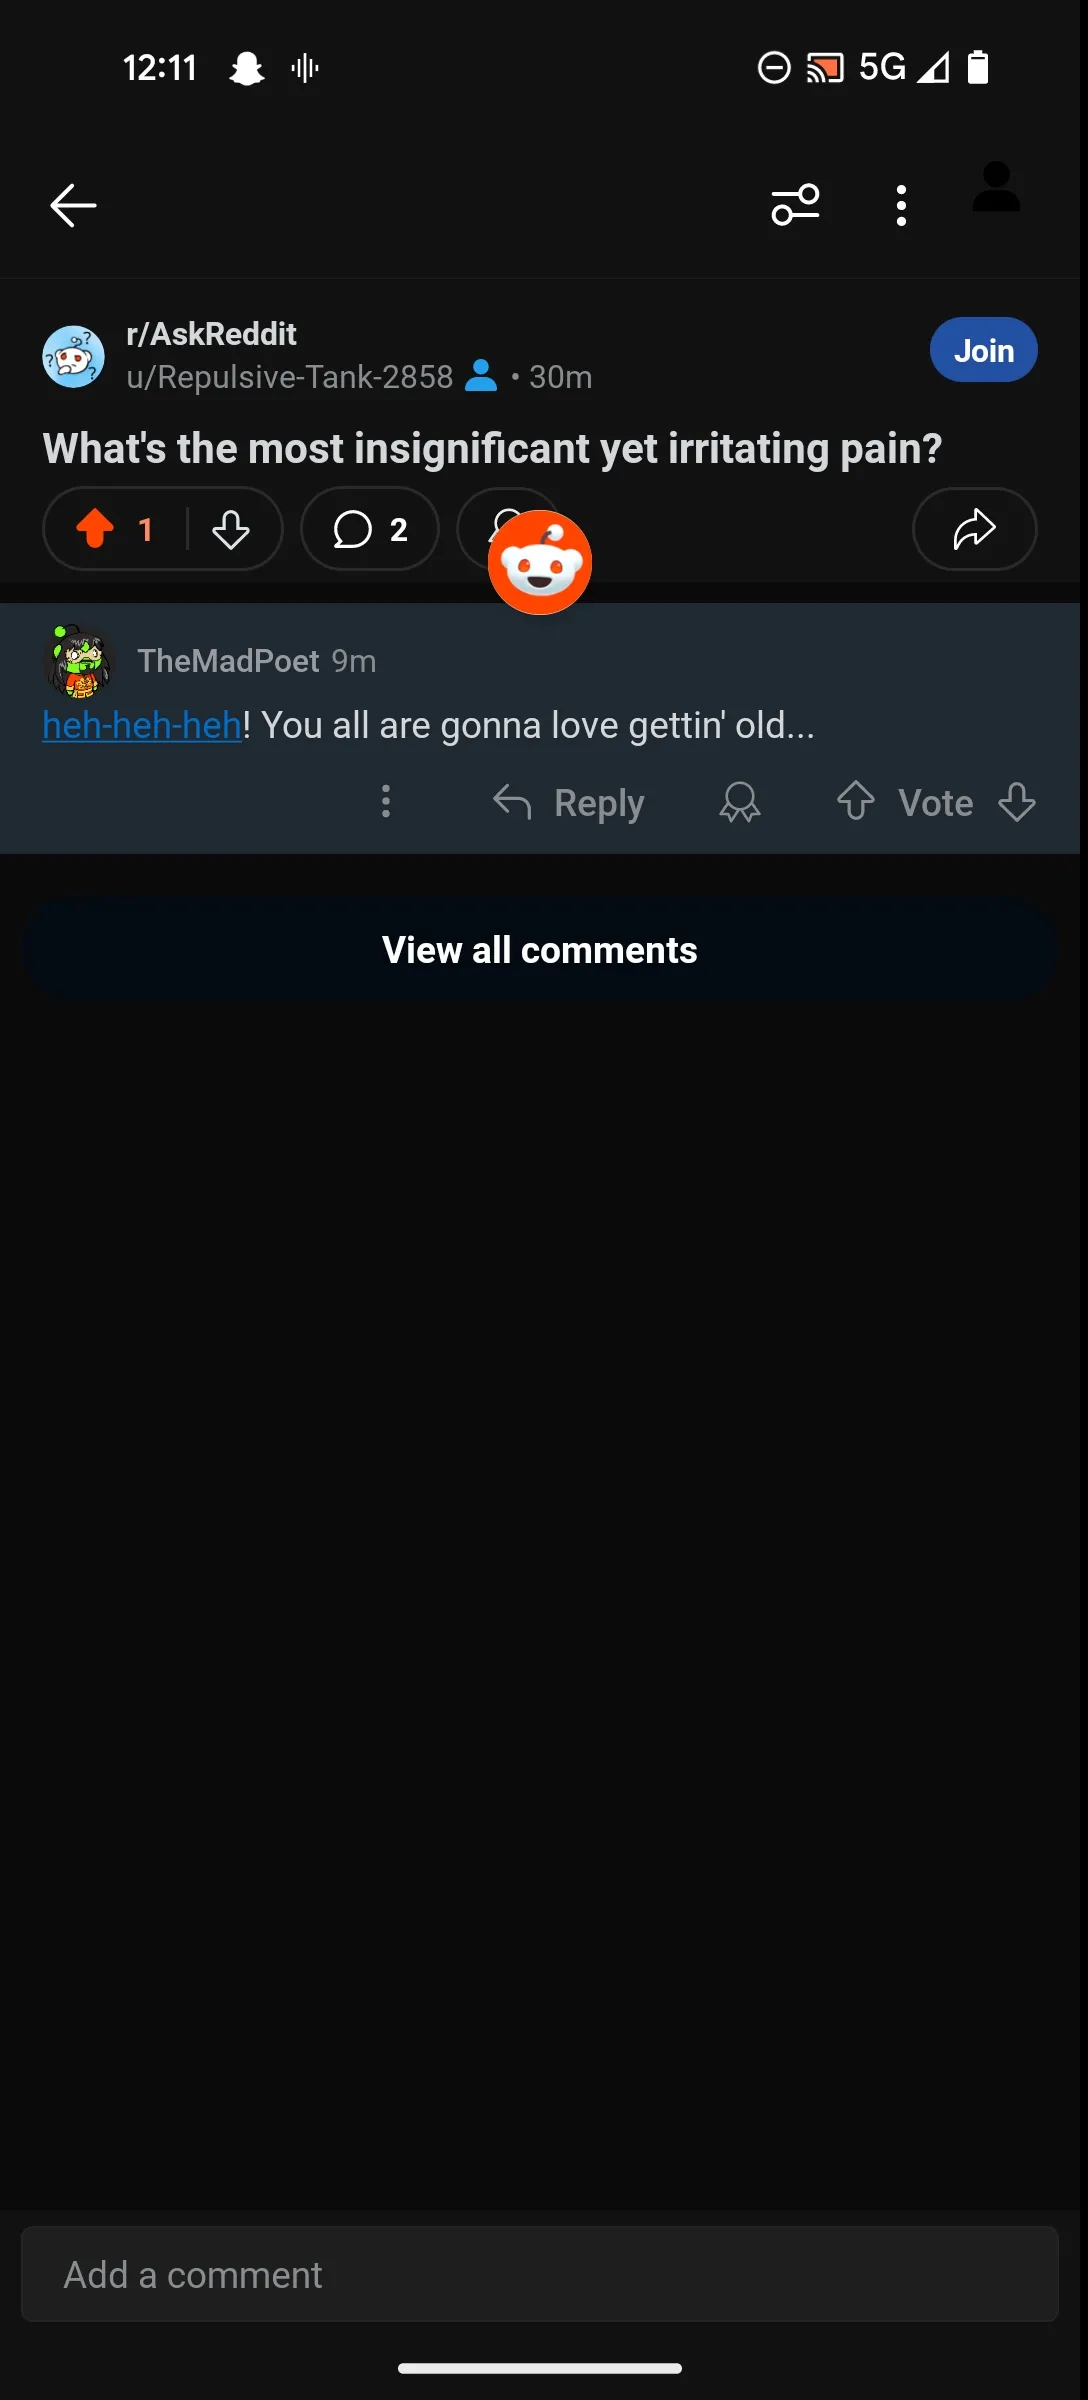 12:11 5G
r/AskReddit
u/Repulsive-Tank-2858 • 30m
Join
What's the most insignificant yet irritating pain?
1
2
TheMadPoet 9m
heh-heh-heh! You all are gonna love gettin' old...
Reply Vote
View all comments
Add a comment